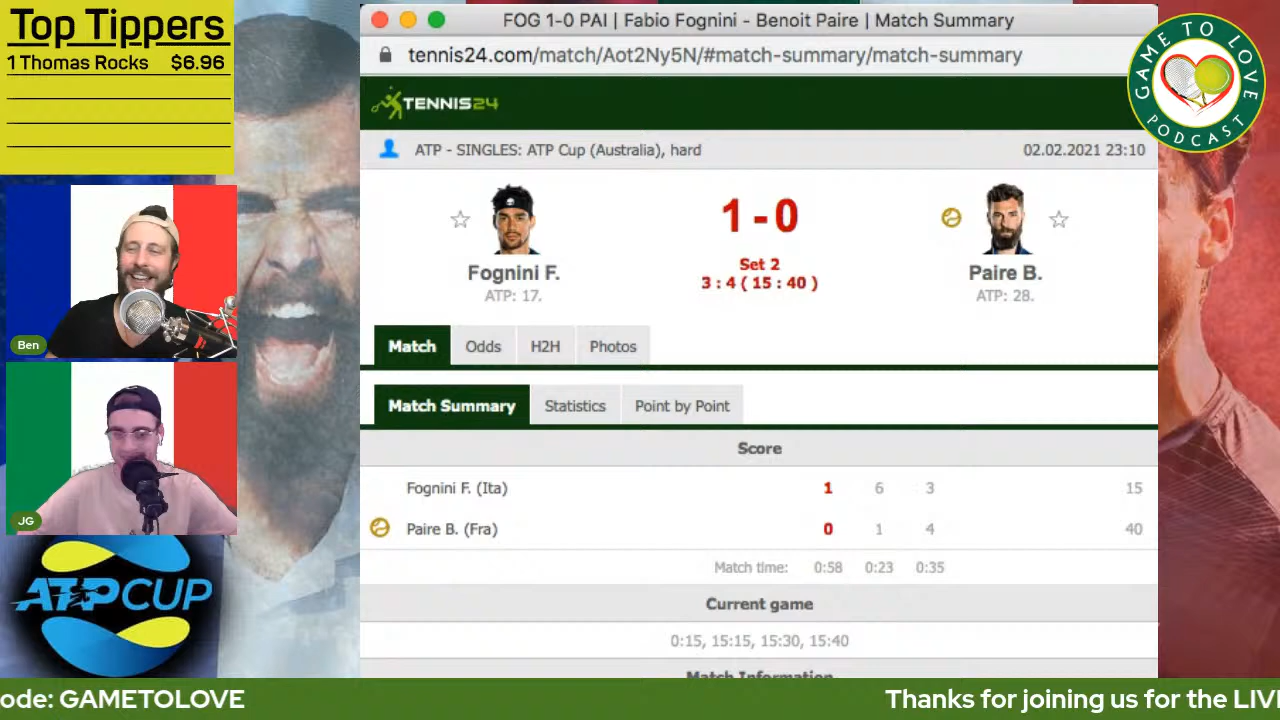 Top Tippers
1 Thomas Rocks $6.96
Ben
JG
ATP CUP
FOG 1-0 PAI | Fabio Fognini - Benoit Paire | Match Summary
tennis24.com/match/Aot2Ny5N/#match-summary/match-summary
TENNIS24
ATP - SINGLES: ATP Cup (Australia), hard 02.02.2021 23:10
1 - 0
Set 2
3 : 4 ( 15 : 40 )
Fognini F.
ATP: 17.
Paire B.
ATP: 28.
Match Odds H2H Photos
Match Summary Statistics Point by Point
Score
Fognini F. (Ita) 1 6 3 15
Paire B. (Fra) 0 1 4 40
Match time: 0:58 0:23 0:35
Current game
0:15, 15:15, 15:30, 15:40
Match Information
GAME TO LOVE
PODCAST
ode: GAMETOLOVE
Thanks for joining us for the LIV